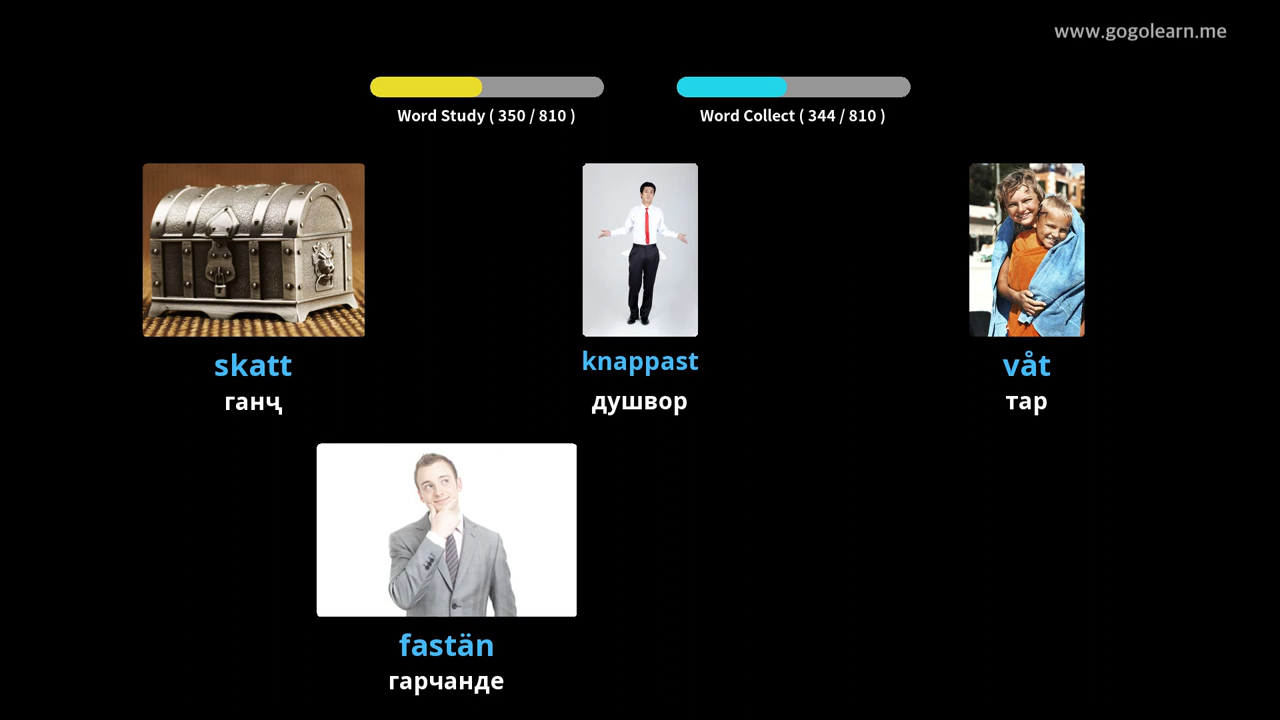 www.gogolearn.me
Word Study ( 350 / 810 )
Word Collect ( 344 / 810 )
skatt
knappast
våt
ганҷ
душвор
тар
fastän
гарчанде